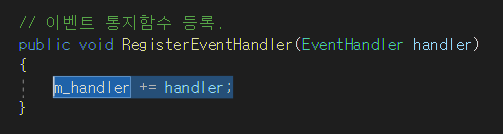 // 이벤트 통지함수 등록.
public void RegisterEventHandler(EventHandler handler)
{
m_handler += handler;
}